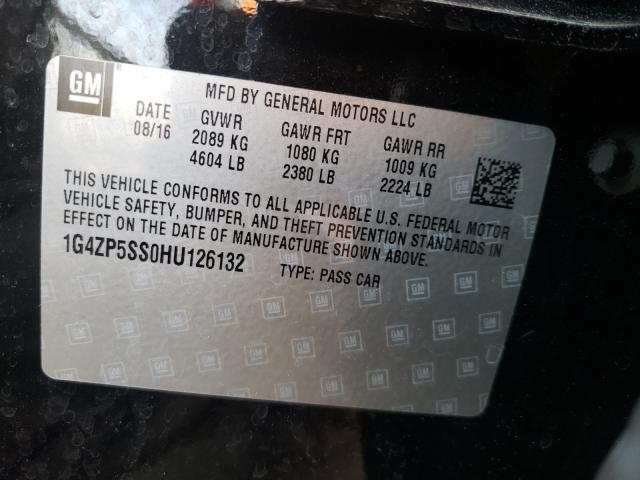 GM
MFD BY GENERAL MOTORS LLC
DATE GVWR GAWR FRT GAWR RR
08/16 2089 KG 1080 KG 1009 KG
4604 LB 2380 LB 2224 LB
THIS VEHICLE CONFORMS TO ALL APPLICABLE U.S. FEDERAL MOTOR
VEHICLE SAFETY, BUMPER, AND THEFT PREVENTION STANDARDS IN
EFFECT ON THE DATE OF MANUFACTURE SHOWN ABOVE.
1G4ZP5SS0HU126132 TYPE: PASS CAR